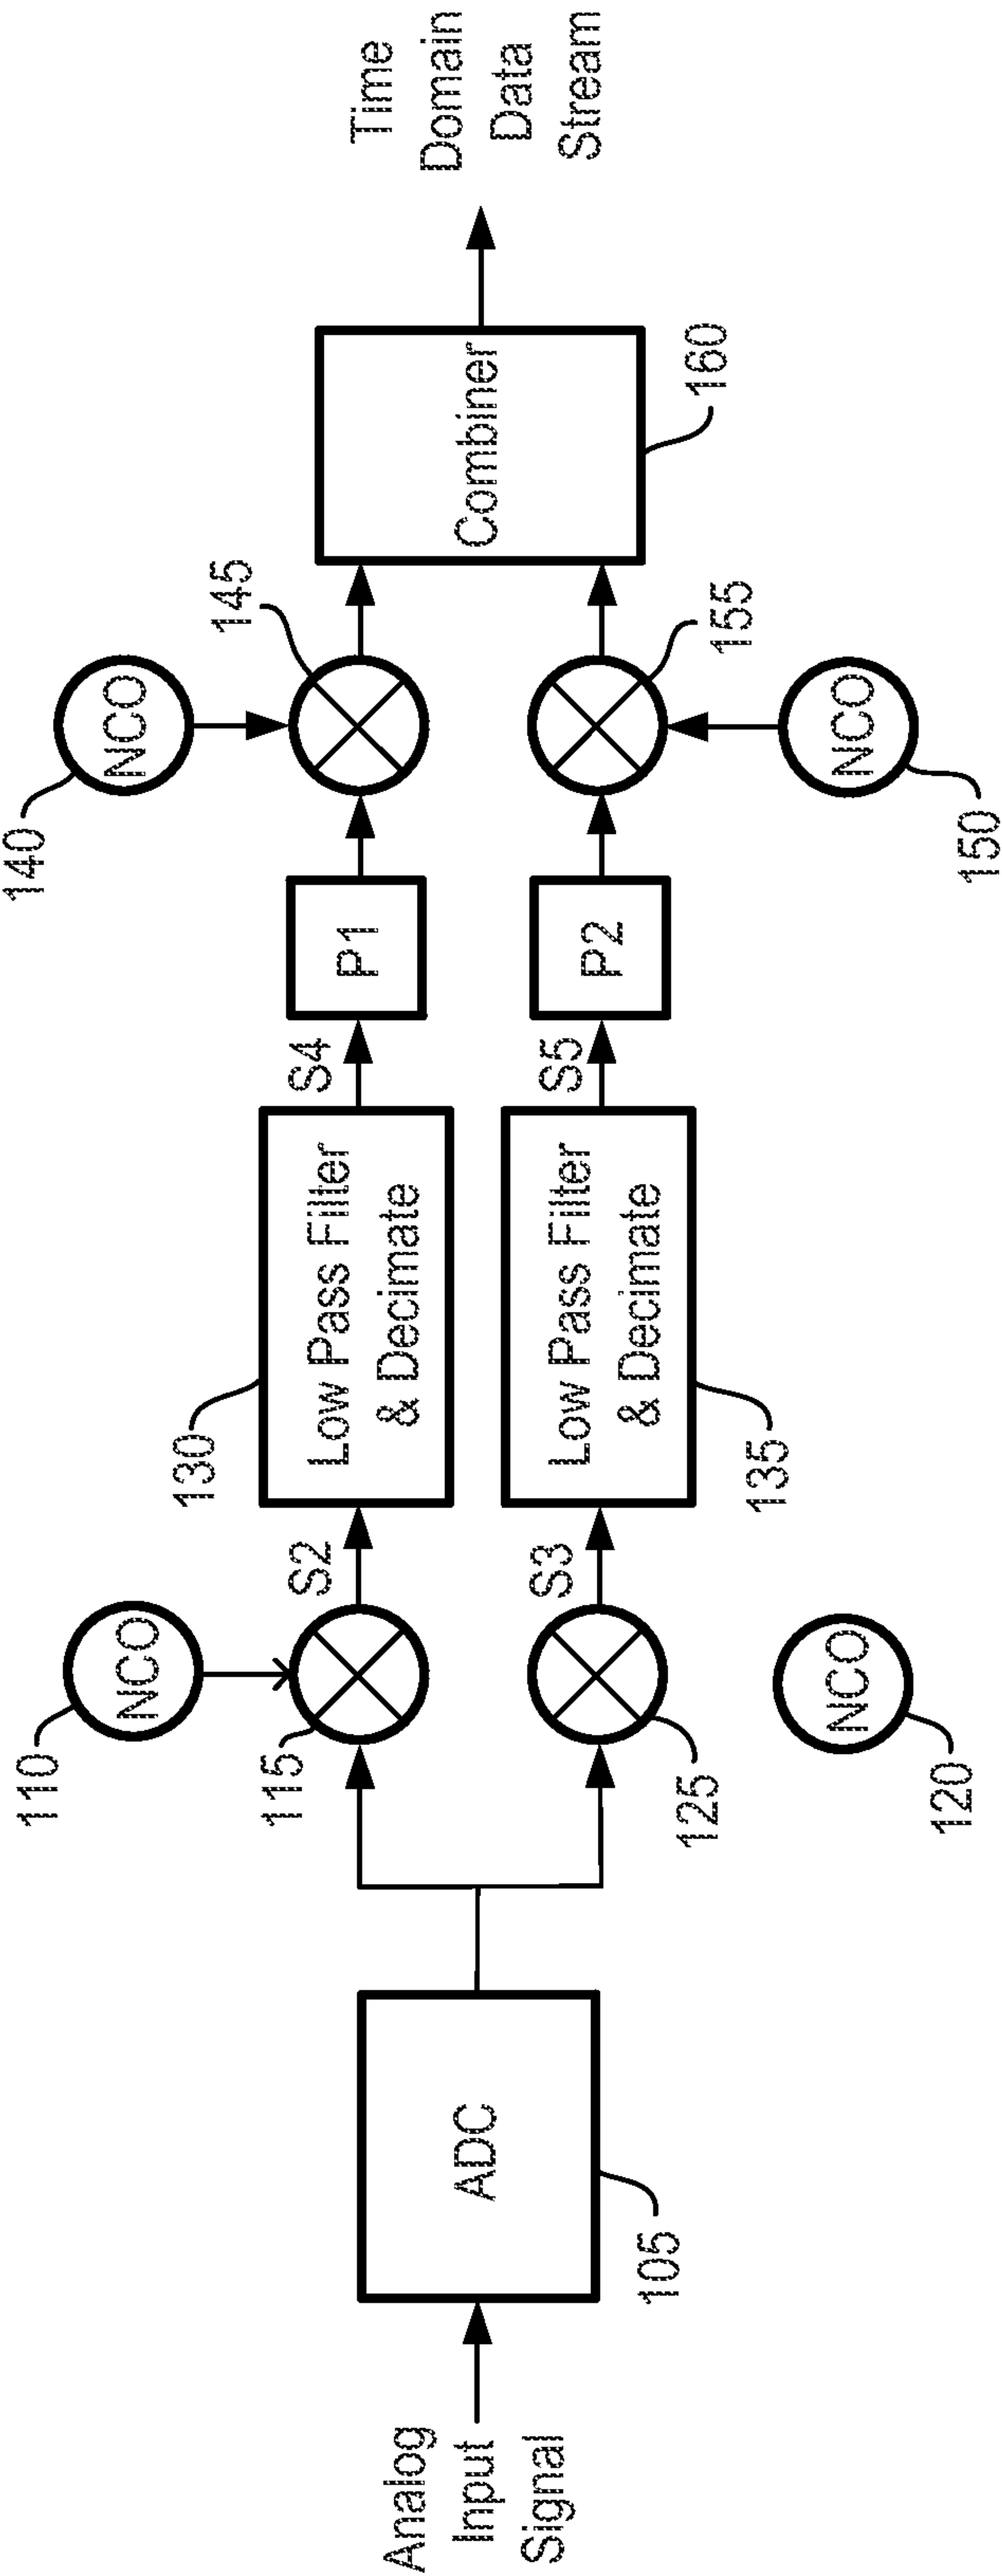 Analog
Input
Signal
ADC
105
110
NCO
115
S2
130
Low Pass Filter
& Decimate
S4
P1
140
NCO
145
125
S3
135
Low Pass Filter
& Decimate
S5
P2
155
NCO
120
NCO
150
Combiner
160
Time
Domain
Data
Stream